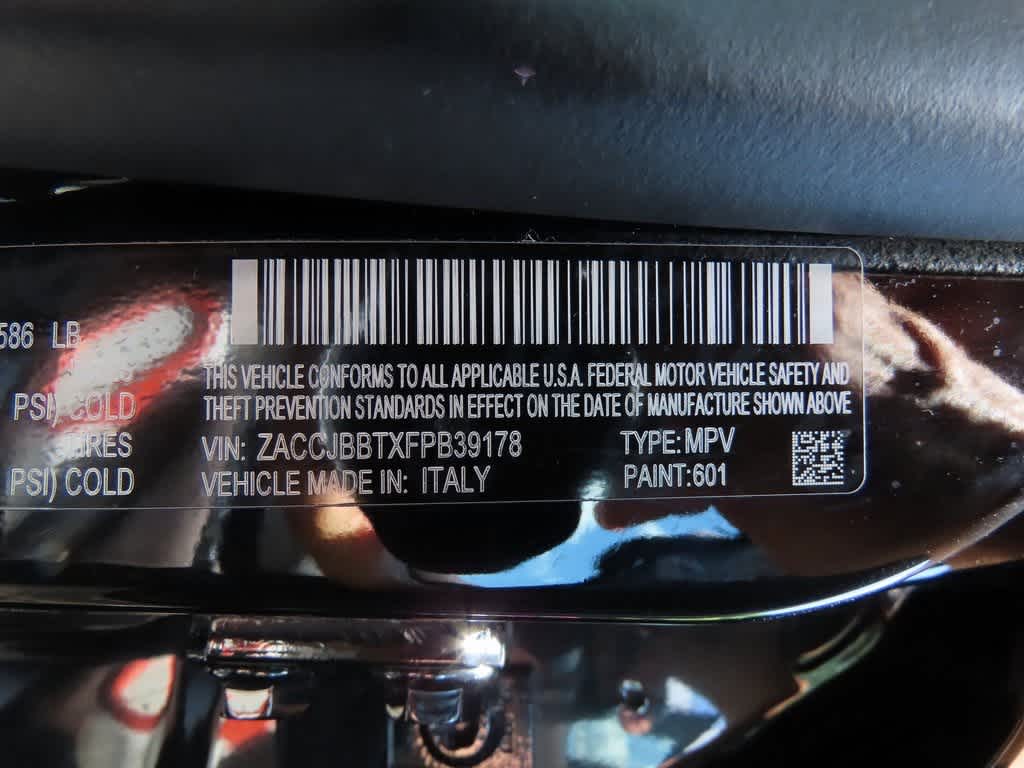 586 LB
THIS VEHICLE CONFORMS TO ALL APPLICABLE U.S.A. FEDERAL MOTOR VEHICLE SAFETY AND
PSI) COLD THEFT PREVENTION STANDARDS IN EFFECT ON THE DATE OF MANUFACTURE SHOWN ABOVE
VIN: ZACCJBBTXFPB39178 TYPE: MPV
PSI) COLD VEHICLE MADE IN: ITALY PAINT: 601